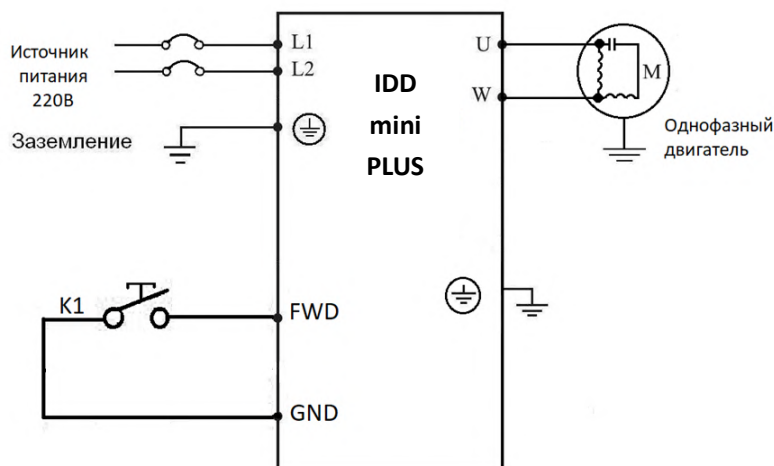 Источник
питания
220В
L1
L2
Заземление
IDD
mini
PLUS
U
W
M
Однофазный
двигатель
K1
FWD
GND